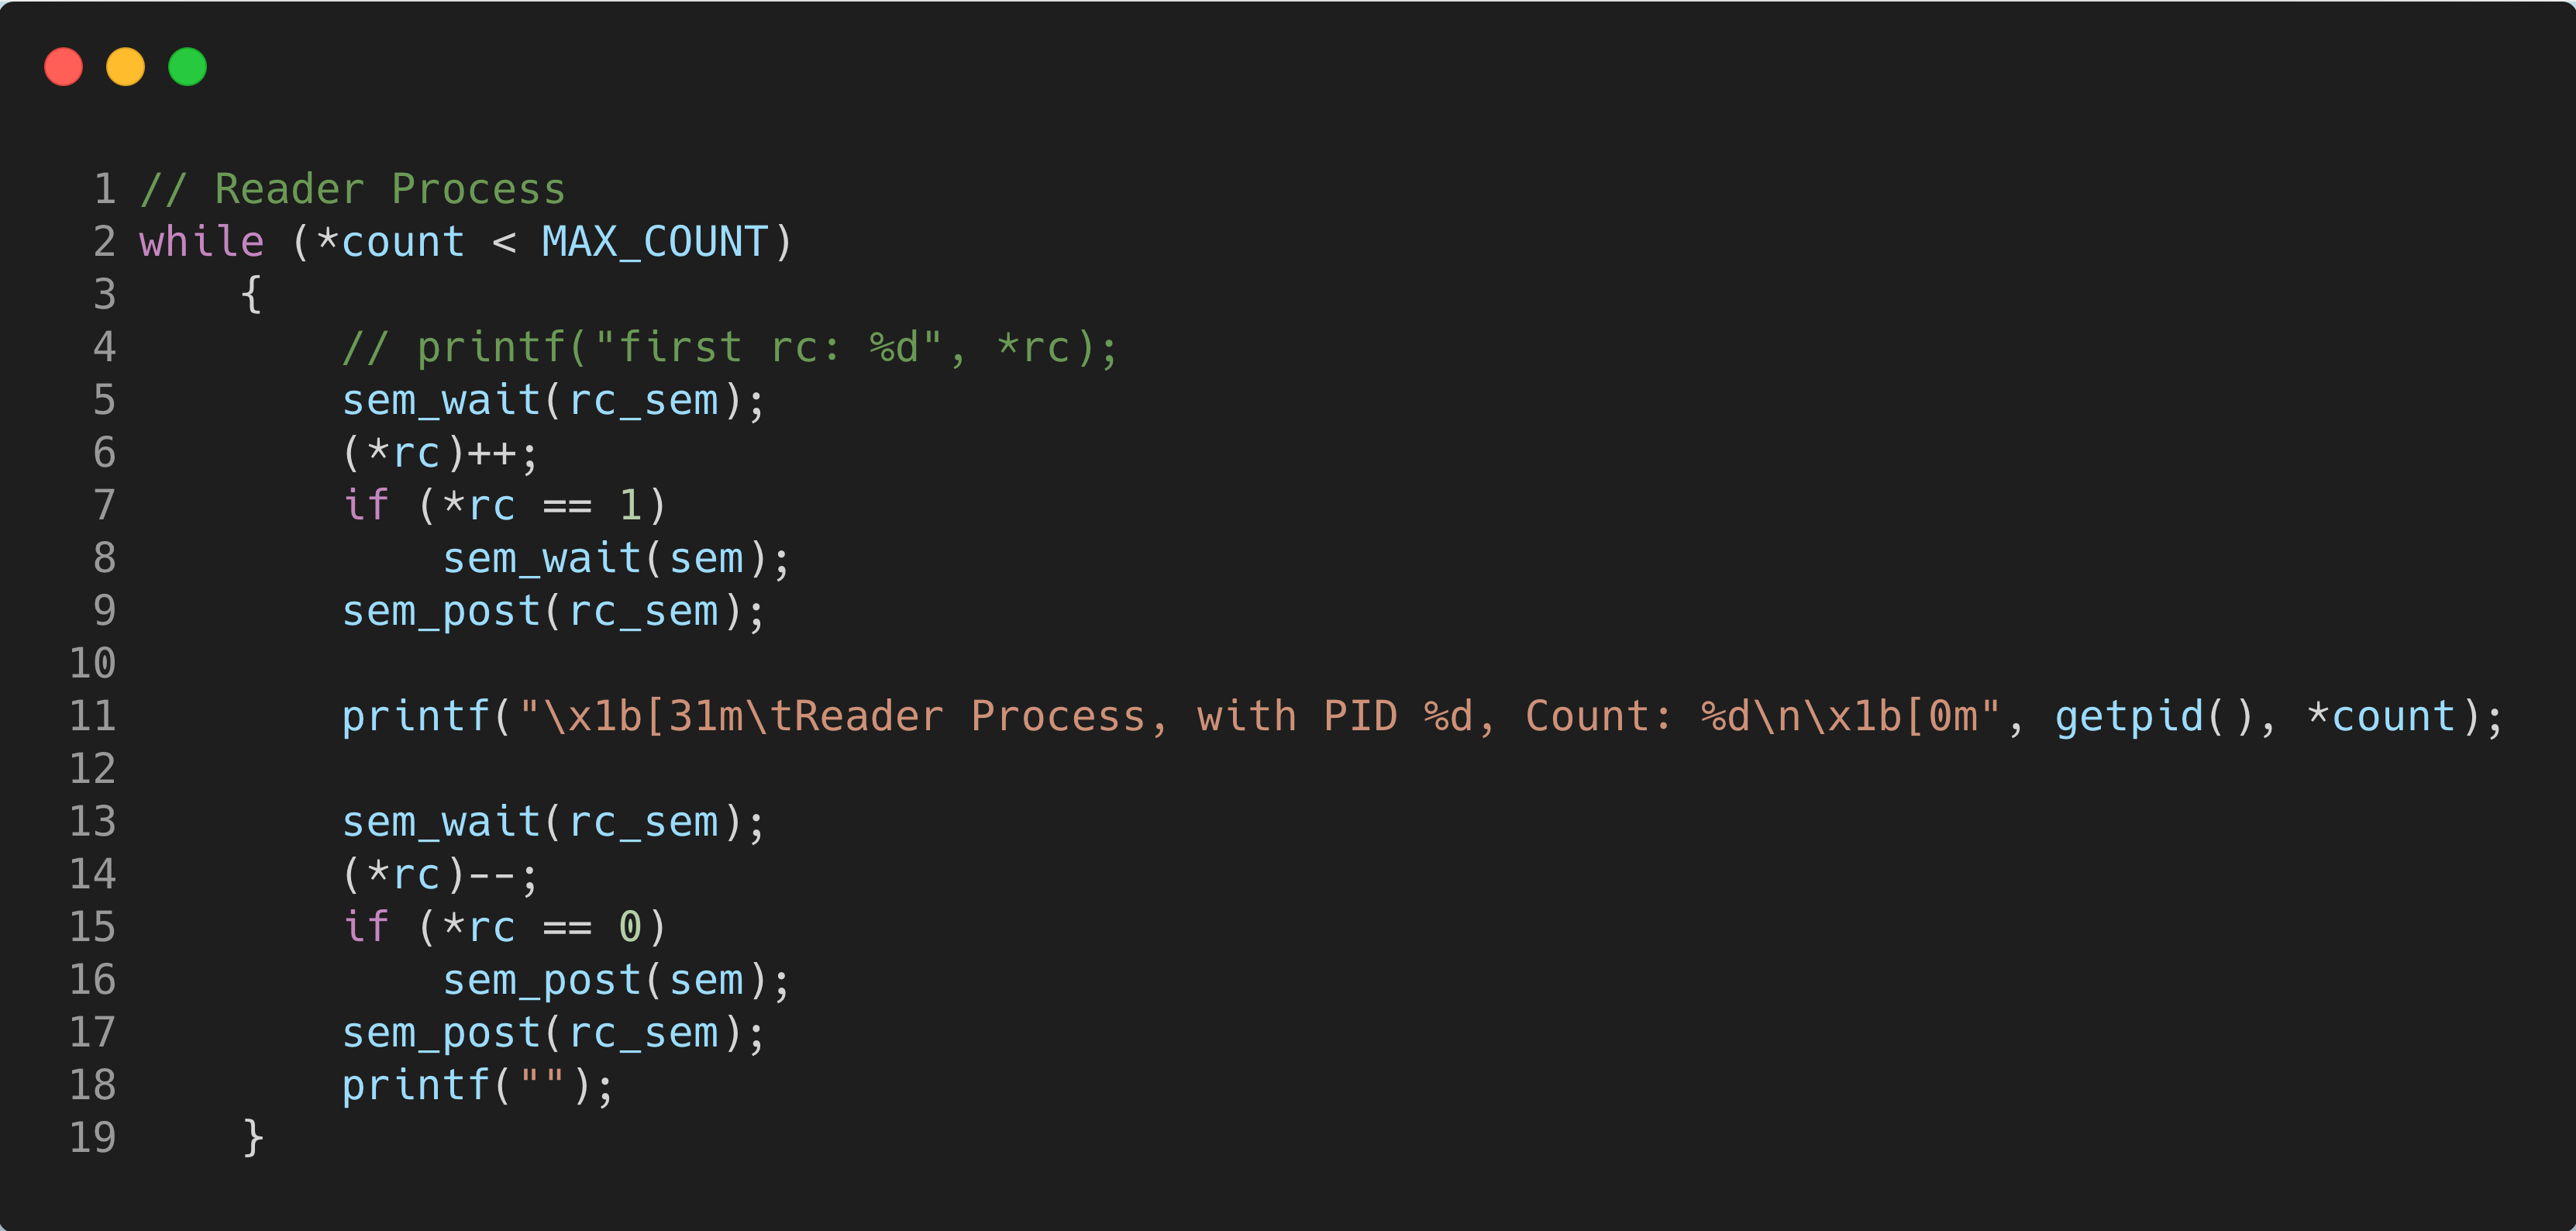 1 // Reader Process
2 while (*count < MAX_COUNT)
3     {
4         // printf("first rc: %d", *rc);
5         sem_wait(rc_sem);
6         (*rc)++;
7         if (*rc == 1)
8             sem_wait(sem);
9         sem_post(rc_sem);
10
11         printf("\x1b[31m\tReader Process, with PID %d, Count: %d\n\x1b[0m", getpid(), *count);
12
13         sem_wait(rc_sem);
14         (*rc)--;
15         if (*rc == 0)
16             sem_post(sem);
17         sem_post(rc_sem);
18         printf("");
19     }